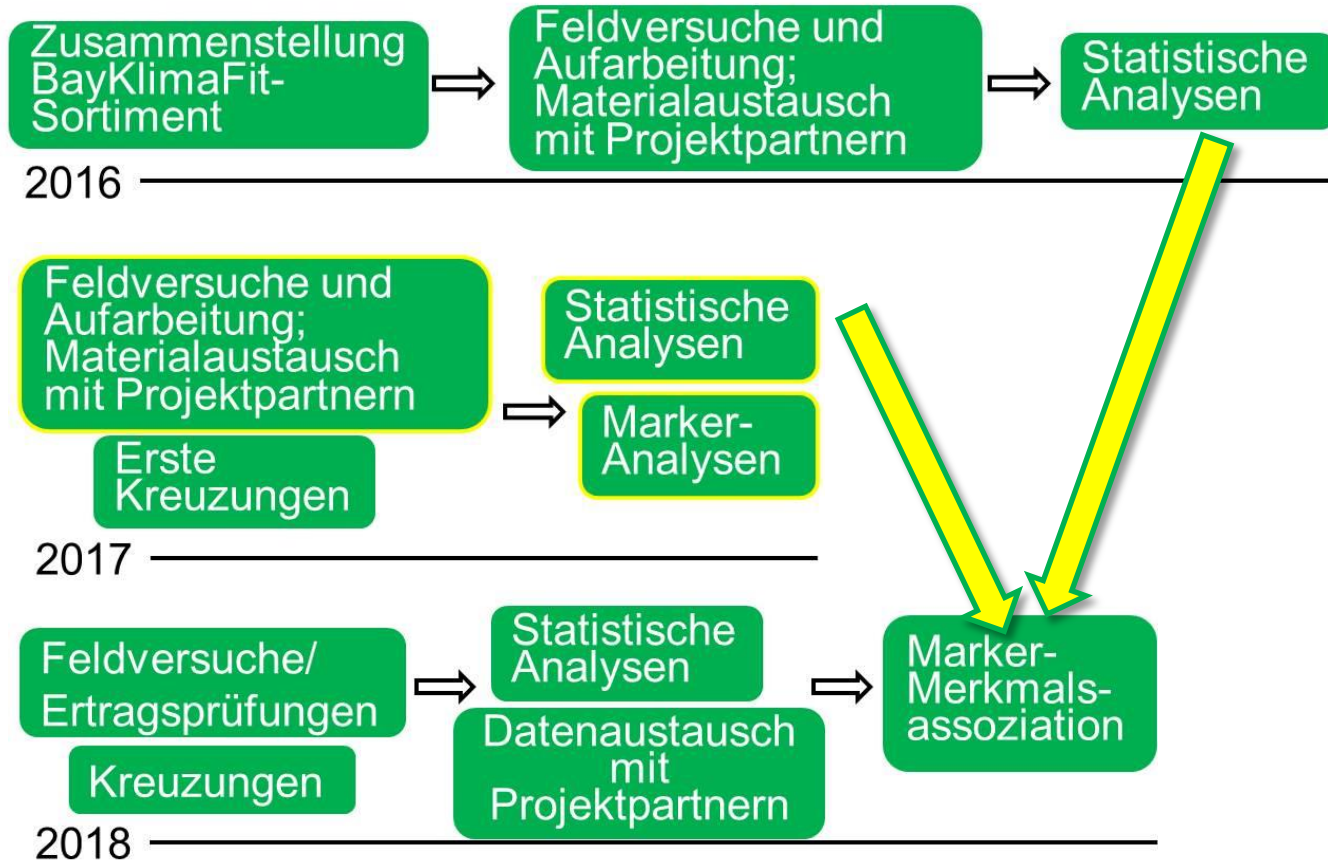 Zusammenstellung
BayKlimaFit-
Sortiment
Feldversuche und
Aufarbeitung;
Materialaustausch
mit Projektpartnern
Statistische
Analysen
2016
Feldversuche und
Aufarbeitung;
Materialaustausch
mit Projektpartnern
Erste
Kreuzungen
Statistische
Analysen
Marker-
Analysen
2017
Feldversuche/
Ertragsprüfungen
Kreuzungen
Statistische
Analysen
Datenaustausch
mit
Projektpartnern
Marker-
Merkmals-
assoziation
2018